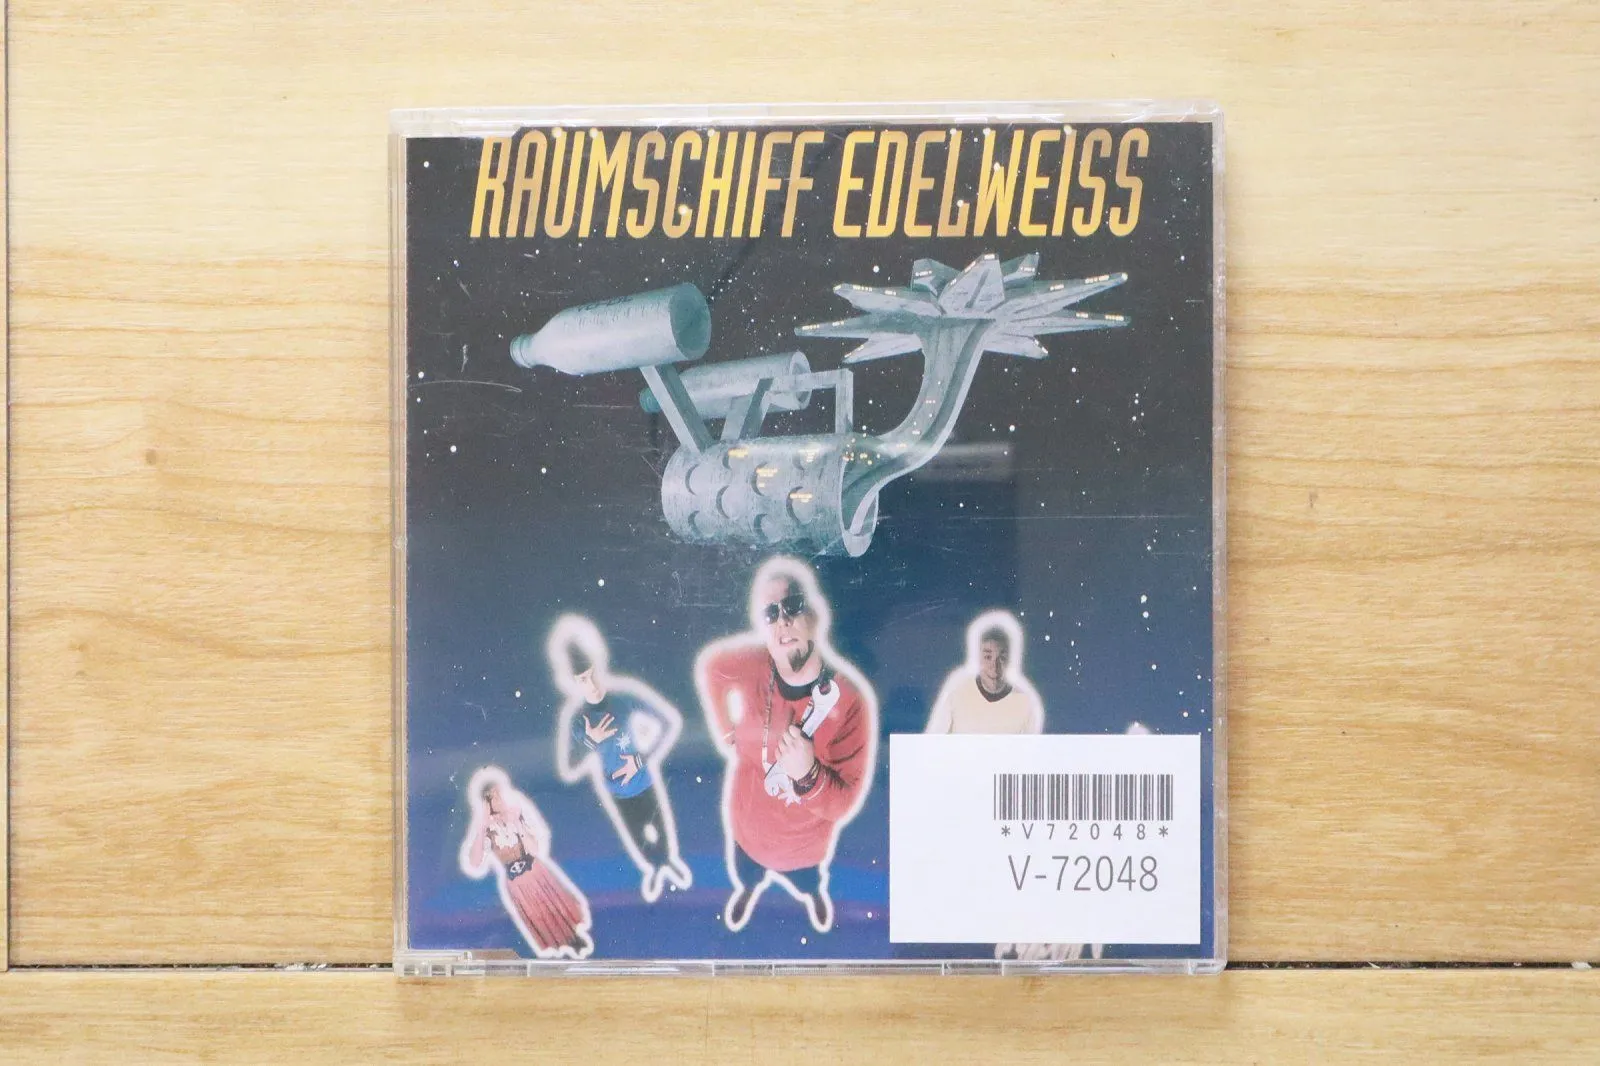 RAUMSCHIFF EDELWEISS
*V72048*
V-72048